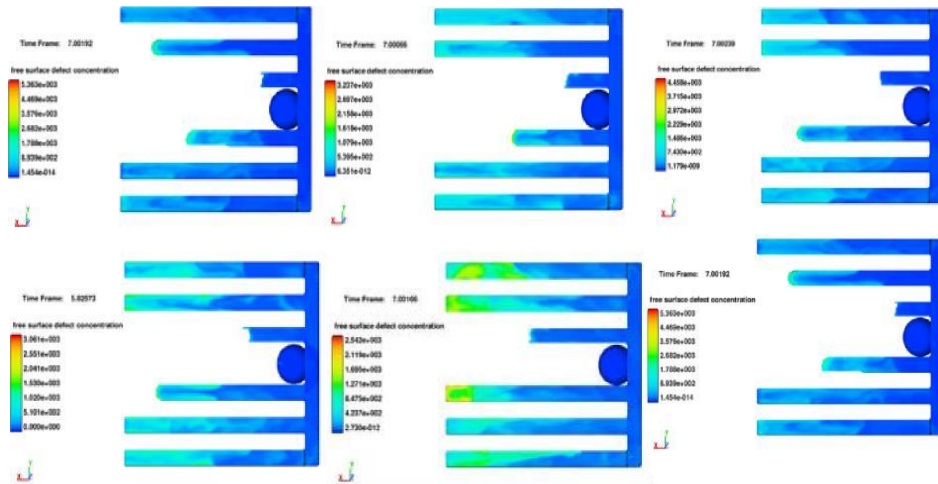 Time Frame: 7.00192
free surface defect concentration
5.363e+003
4.469e+003
3.576e+003
2.682e+003
1.788e+003
8.939e+002
1.454e-014
Time Frame: 7.00055
free surface defect concentration
3.237e+003
2.697e+003
2.158e+003
1.618e+003
1.079e+003
5.395e+002
6.351e-012
Time Frame: 7.00039
free surface defect concentration
4.458e+003
3.715e+003
2.972e+003
2.229e+003
1.486e+003
7.430e+002
1.179e-009
Time Frame: 5.82573
free surface defect concentration
3.061e+003
2.551e+003
2.041e+003
1.530e+003
1.020e+003
5.101e+002
0.000e+000
Time Frame: 7.00166
free surface defect concentration
2.542e+003
2.119e+003
1.695e+003
1.271e+003
8.475e+002
4.237e+002
2.730e-012
Time Frame: 7.00192
free surface defect concentration
5.363e+003
4.469e+003
3.576e+003
2.682e+003
1.788e+003
8.939e+002
1.454e-014